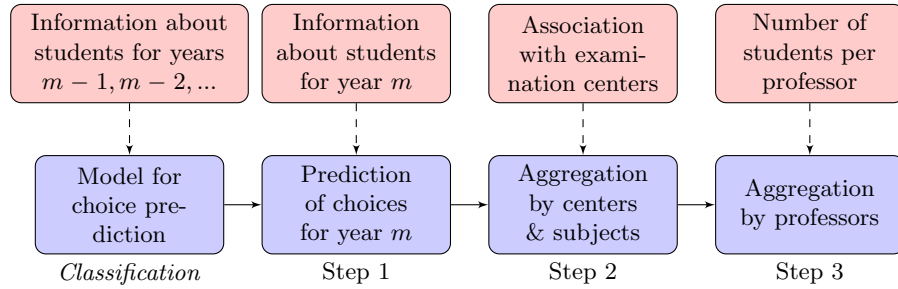 Information about
students for years
m − 1, m − 2, ...
Information
about students
for year m
Association
with exami-
nation centers
Number of
students per
professor
Model for
choice pre-
diction
Prediction
of choices
for year m
Aggregation
by centers
& subjects
Aggregation
by professors
Classification
Step 1
Step 2
Step 3